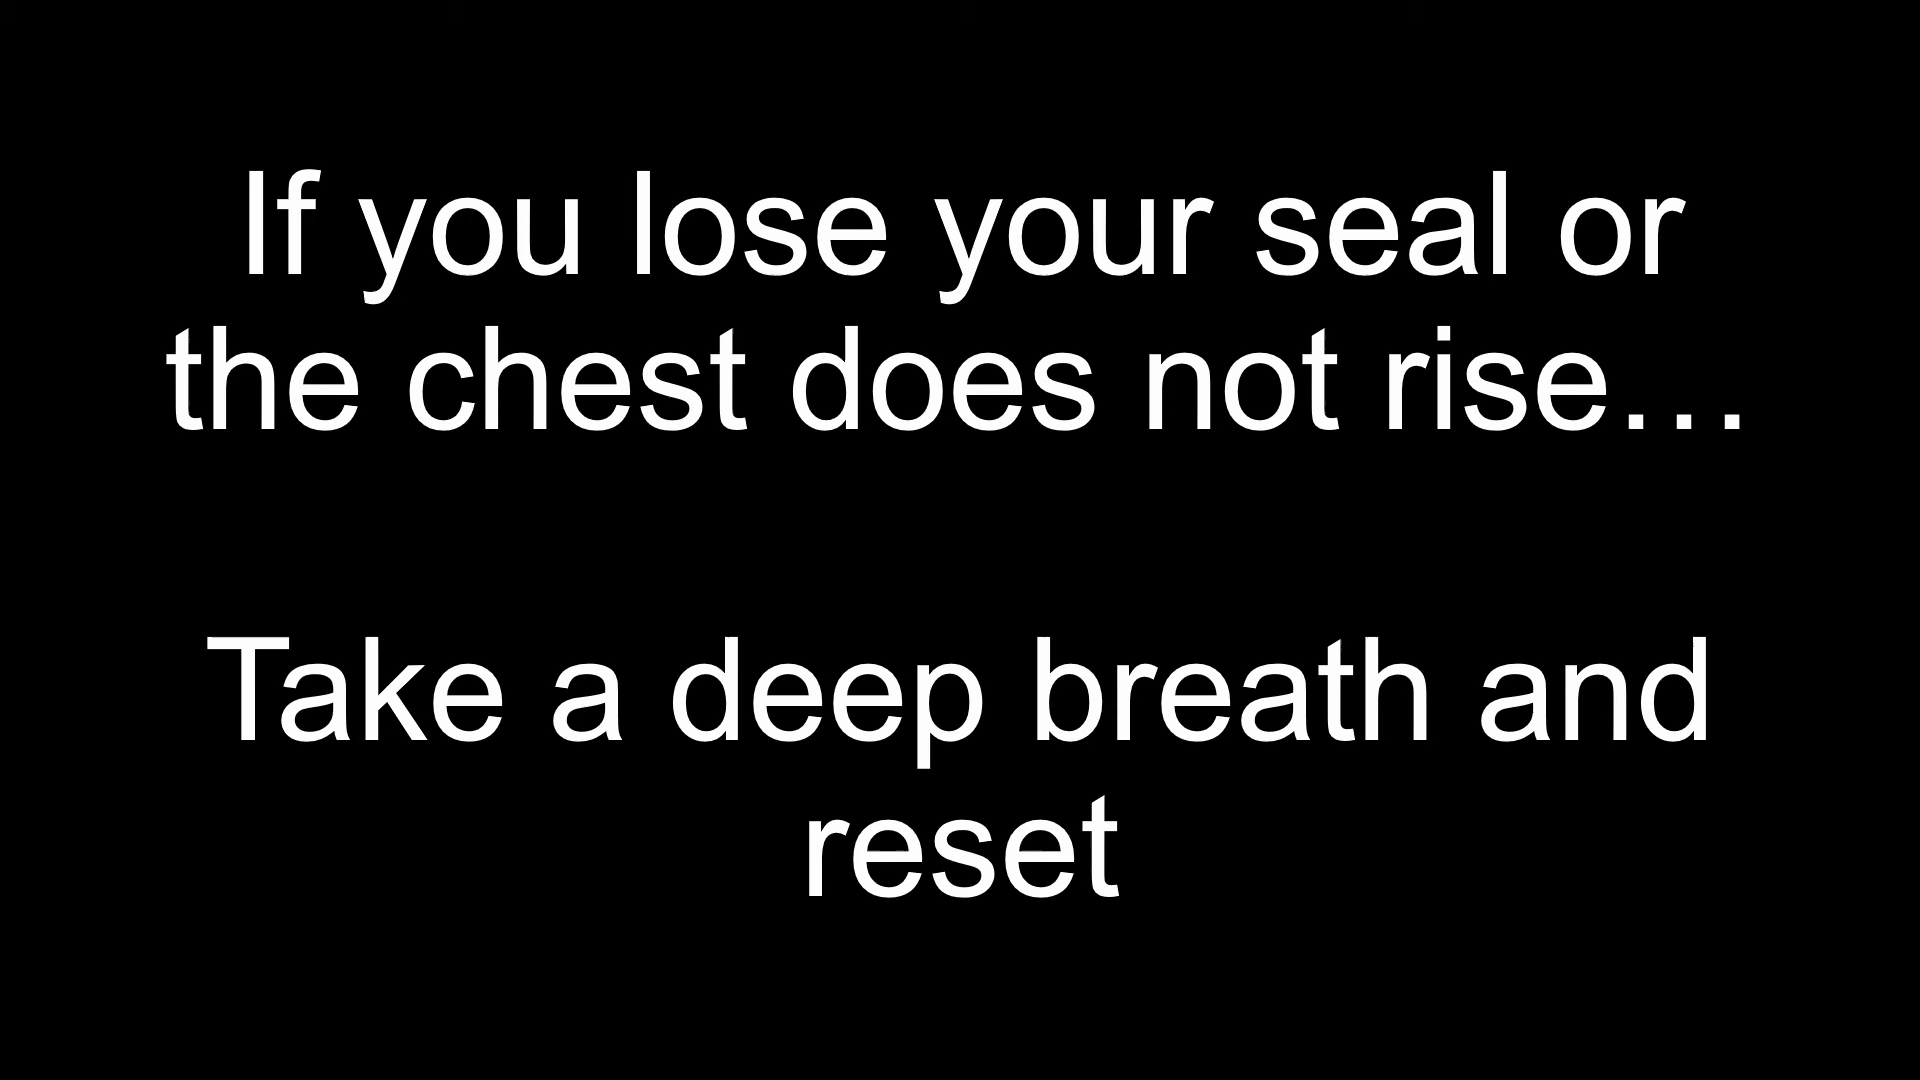 If you lose your seal or
the chest does not rise…
Take a deep breath and
reset